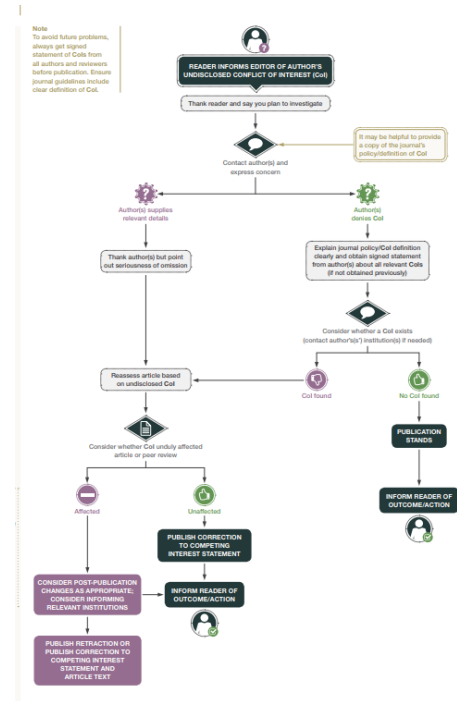 Note
To avoid future problems,
always get signed
statement of CoIs from
all authors and reviewers
before publication. Ensure
journal guidelines include
clear definition of CoI.
READER INFORMS EDITOR OF AUTHOR'S
UNDISCLOSED CONFLICT OF INTEREST (CoI)
Thank reader and say you plan to investigate
It may be helpful to provide
a copy of the journal's
policy/definition of CoI
Contact author(s) and
express concern
Author(s) supplies
relevant details
Author(s)
denies CoI
Thank author(s) but point
out seriousness of omission
Explain journal policy/CoI definition
clearly and obtain signed statement
from author(s) about all relevant CoIs
(if not obtained previously)
Consider whether a CoI exists
(contact author's(s') institution(s) if needed)
Reassess article based
on undisclosed CoI
CoI found
No CoI found
PUBLICATION
STANDS
Consider whether CoI unduly affected
article or peer review
INFORM READER OF
OUTCOME/ACTION
Affected
Unaffected
PUBLISH CORRECTION
TO COMPETING
INTEREST STATEMENT
CONSIDER POST-PUBLICATION
CHANGES AS APPROPRIATE;
CONSIDER INFORMING
RELEVANT INSTITUTIONS
INFORM READER OF
OUTCOME/ACTION
PUBLISH RETRACTION OR
PUBLISH CORRECTION TO
COMPETING INTEREST
STATEMENT AND
ARTICLE TEXT